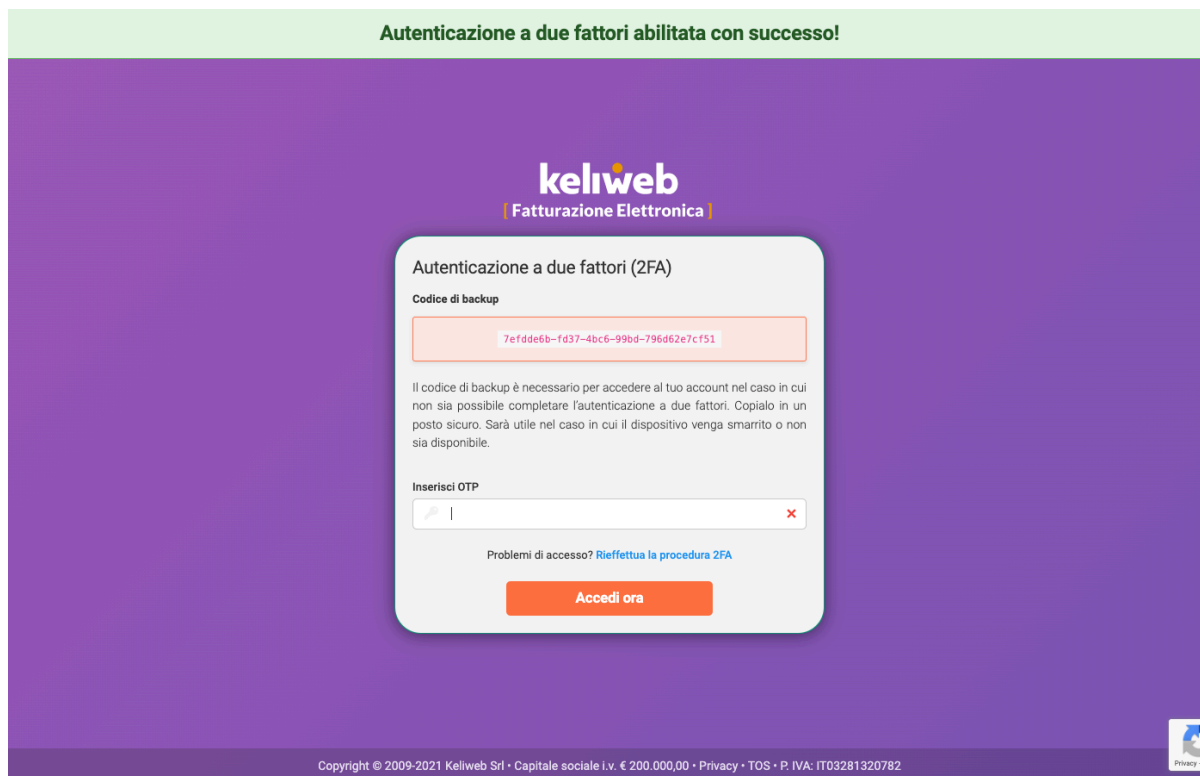 Autenticazione a due fattori abilitata con successo!
keliweb
[ Fatturazione Elettronica ]
Autenticazione a due fattori (2FA)
Codice di backup
7efdde6b-fd37-4bc6-99bd-796d62e7cf51
Il codice di backup è necessario per accedere al tuo account nel caso in cui
non sia possibile completare l'autenticazione a due fattori. Copialo in un
posto sicuro. Sarà utile nel caso in cui il dispositivo venga smarrito o non
sia disponibile.
Inserisci OTP
Problemi di accesso? Rieffettua la procedura 2FA
Accedi ora
Privacy
Copyright © 2009-2021 Keliweb Srl • Capitale sociale i.v. € 200.000,00 • Privacy • TOS • P. IVA: IT03281320782